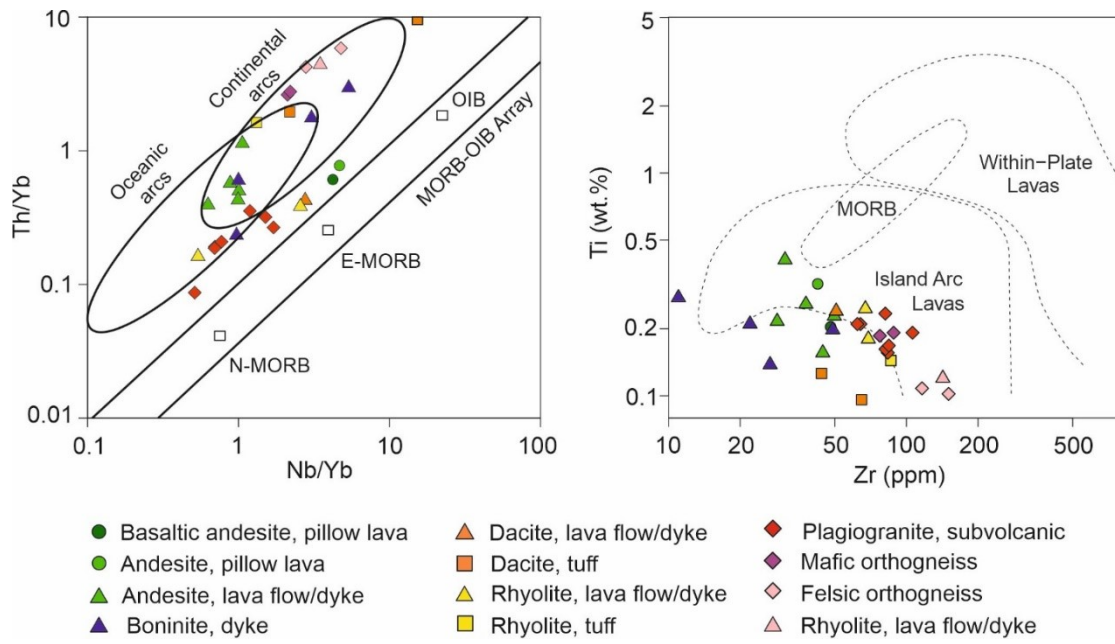 10
1
0.1
0.01
Th/Yb
0.1
1
10
100
Nb/Yb
Continental
arcs
Oceanic
arcs
OIB
MORB-OIB Array
E-MORB
N-MORB
5
2
1
0.5
0.2
0.1
Ti (wt.%)
10
20
50
100
200
500
Zr (ppm)
Within−Plate
Lavas
MORB
Island Arc
Lavas
Basaltic andesite, pillow lava
Andesite, pillow lava
Andesite, lava flow/dyke
Boninite, dyke
Dacite, lava flow/dyke
Dacite, tuff
Rhyolite, lava flow/dyke
Rhyolite, tuff
Plagiogranite, subvolcanic
Mafic orthogneiss
Felsic orthogneiss
Rhyolite, lava flow/dyke